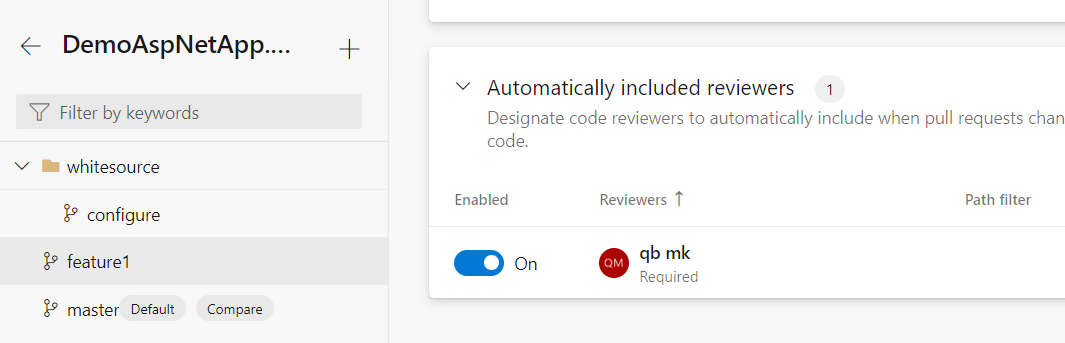 DemoAspNetApp....
Filter by keywords
whitesource
configure
feature1
master Default Compare
Automatically included reviewers 1
Designate code reviewers to automatically include when pull requests chan
code.
Enabled Reviewers Path filter
On QM qb mk
Required